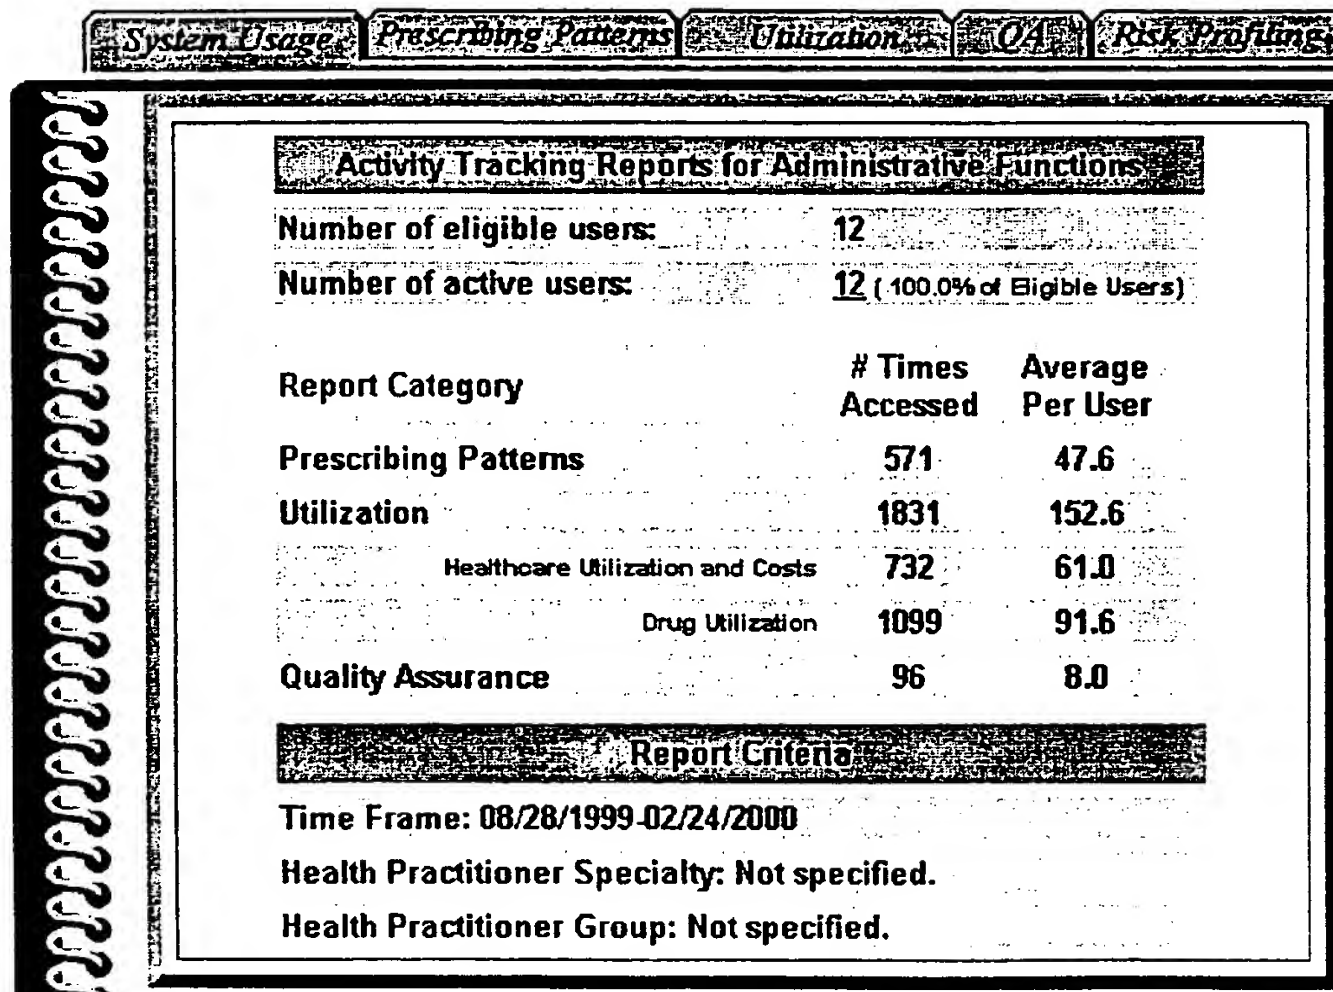 System Usage Prescribing Patterns Utilization QA Risk Profiling
Activity Tracking Reports for Administrative Functions
Number of eligible users: 12
Number of active users: 12 (100.0% of Eligible Users)
Report Category # Times Accessed Average Per User
Prescribing Patterns 571 47.6
Utilization 1831 152.6
Healthcare Utilization and Costs 732 61.0
Drug Utilization 1099 91.6
Quality Assurance 96 8.0
Report Criteria
Time Frame: 08/28/1999-02/24/2000
Health Practitioner Specialty: Not specified.
Health Practitioner Group: Not specified.